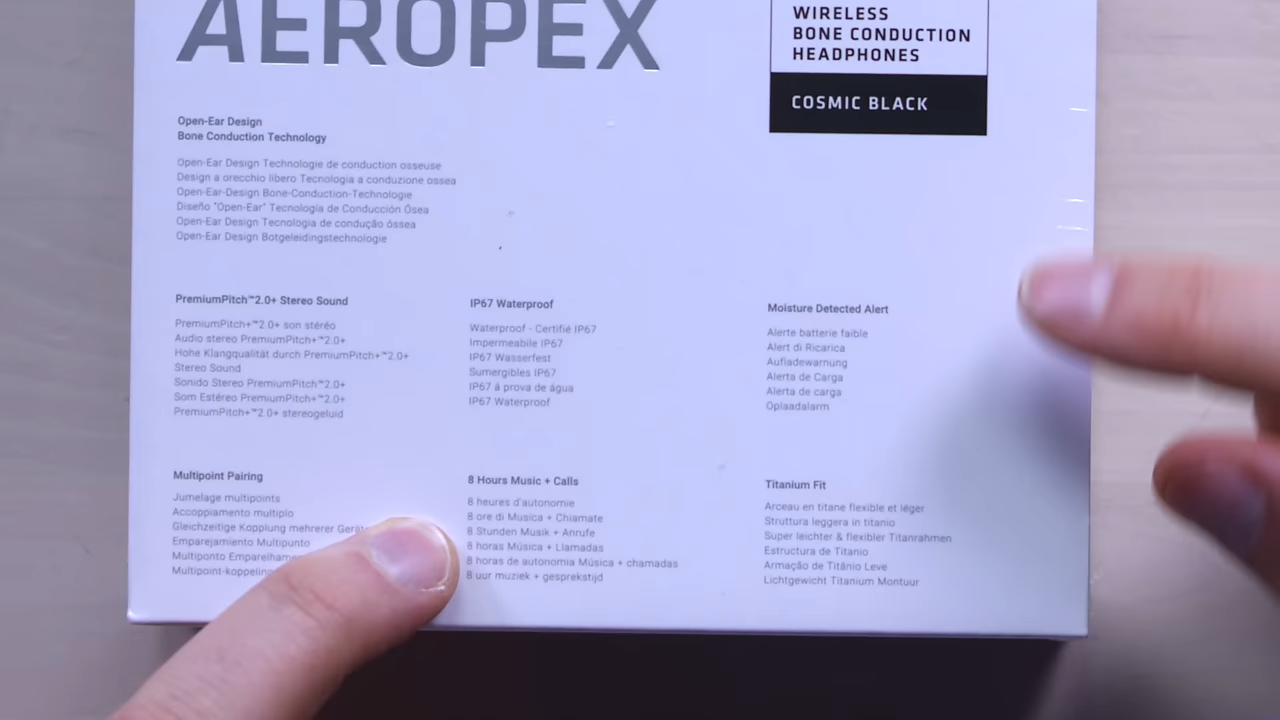 AEROPEX
WIRELESS
BONE CONDUCTION
HEADPHONES
COSMIC BLACK
Open-Ear Design
Bone Conduction Technology
Open-Ear Design Technologie de conduction osseuse
Design a orecchio libero Tecnologia a conduzione ossea
Open-Ear-Design Bone-Conduction-Technologie
Diseño "Open-Ear" Tecnología de Conducción Ósea
Open-Ear Design Tecnologia de condução óssea
Open-Ear Design Botgeleidingstechnologie
PremiumPitch™2.0+ Stereo Sound
PremiumPitch+™2.0+ son stéréo
Audio stereo PremiumPitch+™2.0+
Hohe Klangqualität durch PremiumPitch+™2.0+
Stereo Sound
Sonido Stereo PremiumPitch™2.0+
Som Estéreo PremiumPitch+™2.0+
PremiumPitch+™2.0+ stereogeluid
IP67 Waterproof
Waterproof - Certifié IP67
Impermeabile IP67
IP67 Wasserfest
Sumergibles IP67
IP67 á prova de água
IP67 Waterproof
Moisture Detected Alert
Alerte batterie faible
Alert di Ricarica
Aufladewarnung
Alerta de Carga
Alerta de carga
Oplaadalarm
Multipoint Pairing
Jumelage multipoints
Accoppiamento multiplo
Gleichzeitige Kopplung mehrerer Geräte
Emparejamiento Multipunto
Multiponto Emparelhame
Multipoint-koppeling
8 Hours Music + Calls
8 heures d'autonomie
8 ore di Musica + Chiamate
8 Stunden Musik + Anrufe
8 horas Música + Llamadas
8 horas de autonomia Música + chamadas
8 uur muziek + gesprekstijd
Titanium Fit
Arceau en titane flexible et léger
Struttura leggera in titanio
Super leichter & flexibler Titanrahmen
Estructura de Titanio
Armação de Titânio Leve
Lichtgewicht Titanium Montuur